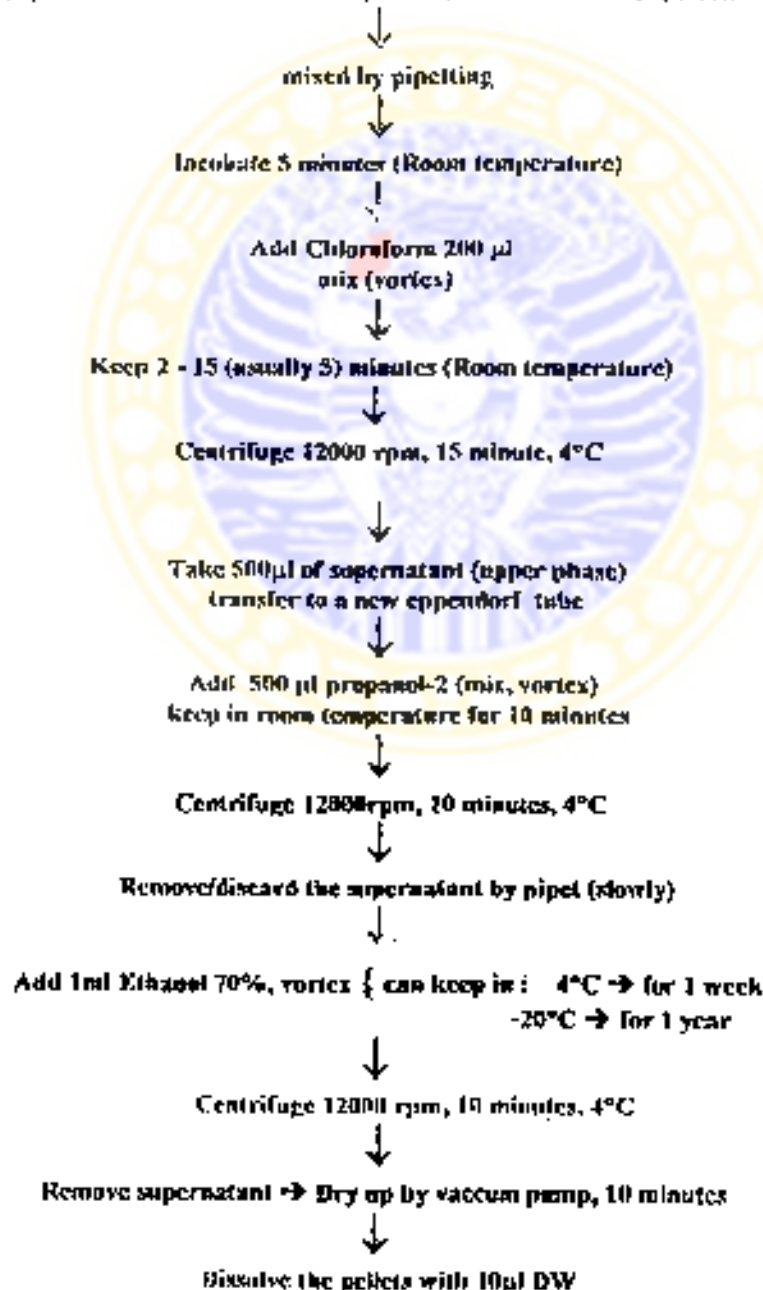 mixed by pipetting
Incubate 5 minutes (Room temperature)
Add Chloroform 200 µl
mix (vortex)
Keep 2 - 15 (usually 5) minutes (Room temperature)
Centrifuge 12000 rpm, 15 minute, 4°C
Take 500µl of supernatant (upper phase)
transfer to a new eppendorf tube
Add 500 µl propanol-2 (mix, vortex)
keep in room temperature for 10 minutes
Centrifuge 12000rpm, minutes, 4°C
Remove/discard the supernatant by pipet (slowly)
Add 1ml Ethanol 70%, vortex { can keep in : 4°C → for 1 week
-20°C → for 1 year
Centrifuge 12000 rpm, 10 minutes, 4°C
Remove supernatant → Dry up by vaccum pump, 10 minutes
Dissolve the pellets with 10µl DW